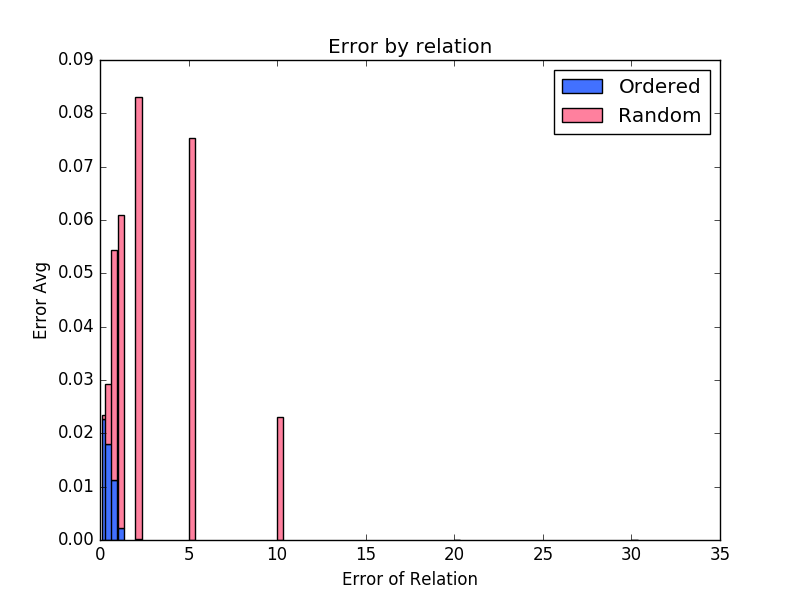 Error by relation
Ordered
Random
0.09
0.08
0.07
0.06
0.05
0.04
0.03
0.02
0.01
0.00
Error Avg
0 5 10 15 20 25 30 35
Error of Relation